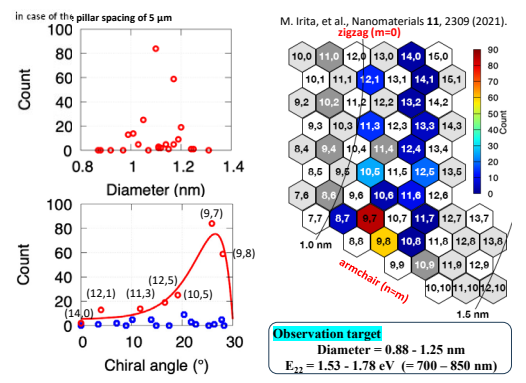 in case of the pillar spacing of 5 µm
M. Irita, et al., Nanomaterials 11, 2309 (2021).
zigzag (m=0)
100
80
60
40
20
0
Count
0.8 1 1.2 1.4
Diameter (nm)
100
80
60
40
20
0
Count
(9,7)
(9,8)
(12,5)
(10,5)
(12,1)
(11,3)
(14,0)
0 10 20 30
Chiral angle (°)
10,0 11,0 12,0 13,0 14,0 15,0
10,1 11,1 12,1 13,1 14,1 15,1
9,2 10,2 11,2 12,2 13,2 14,2
9,3 10,3 11,3 12,3 13,3 14,3
8,4 9,4 10,4 11,4 12,4 13,4
8,5 9,5 10,5 11,5 12,5 13,5
7,6 8,6 9,6 10,6 11,6 12,6
7,7 8,7 9,7 10,7 11,7 12,7 13,7
8,8 9,8 10,8 11,8 12,8 13,8
9,9 10,9 11,9 12,9
10,10 11,10 12,10
1.0 nm
1.5 nm
armchair (n=m)
90
80
70
60
50
40
30
20
10
0
Count
Observation target
Diameter = 0.88 - 1.25 nm
E22 = 1.53 - 1.78 eV (= 700 – 850 nm)